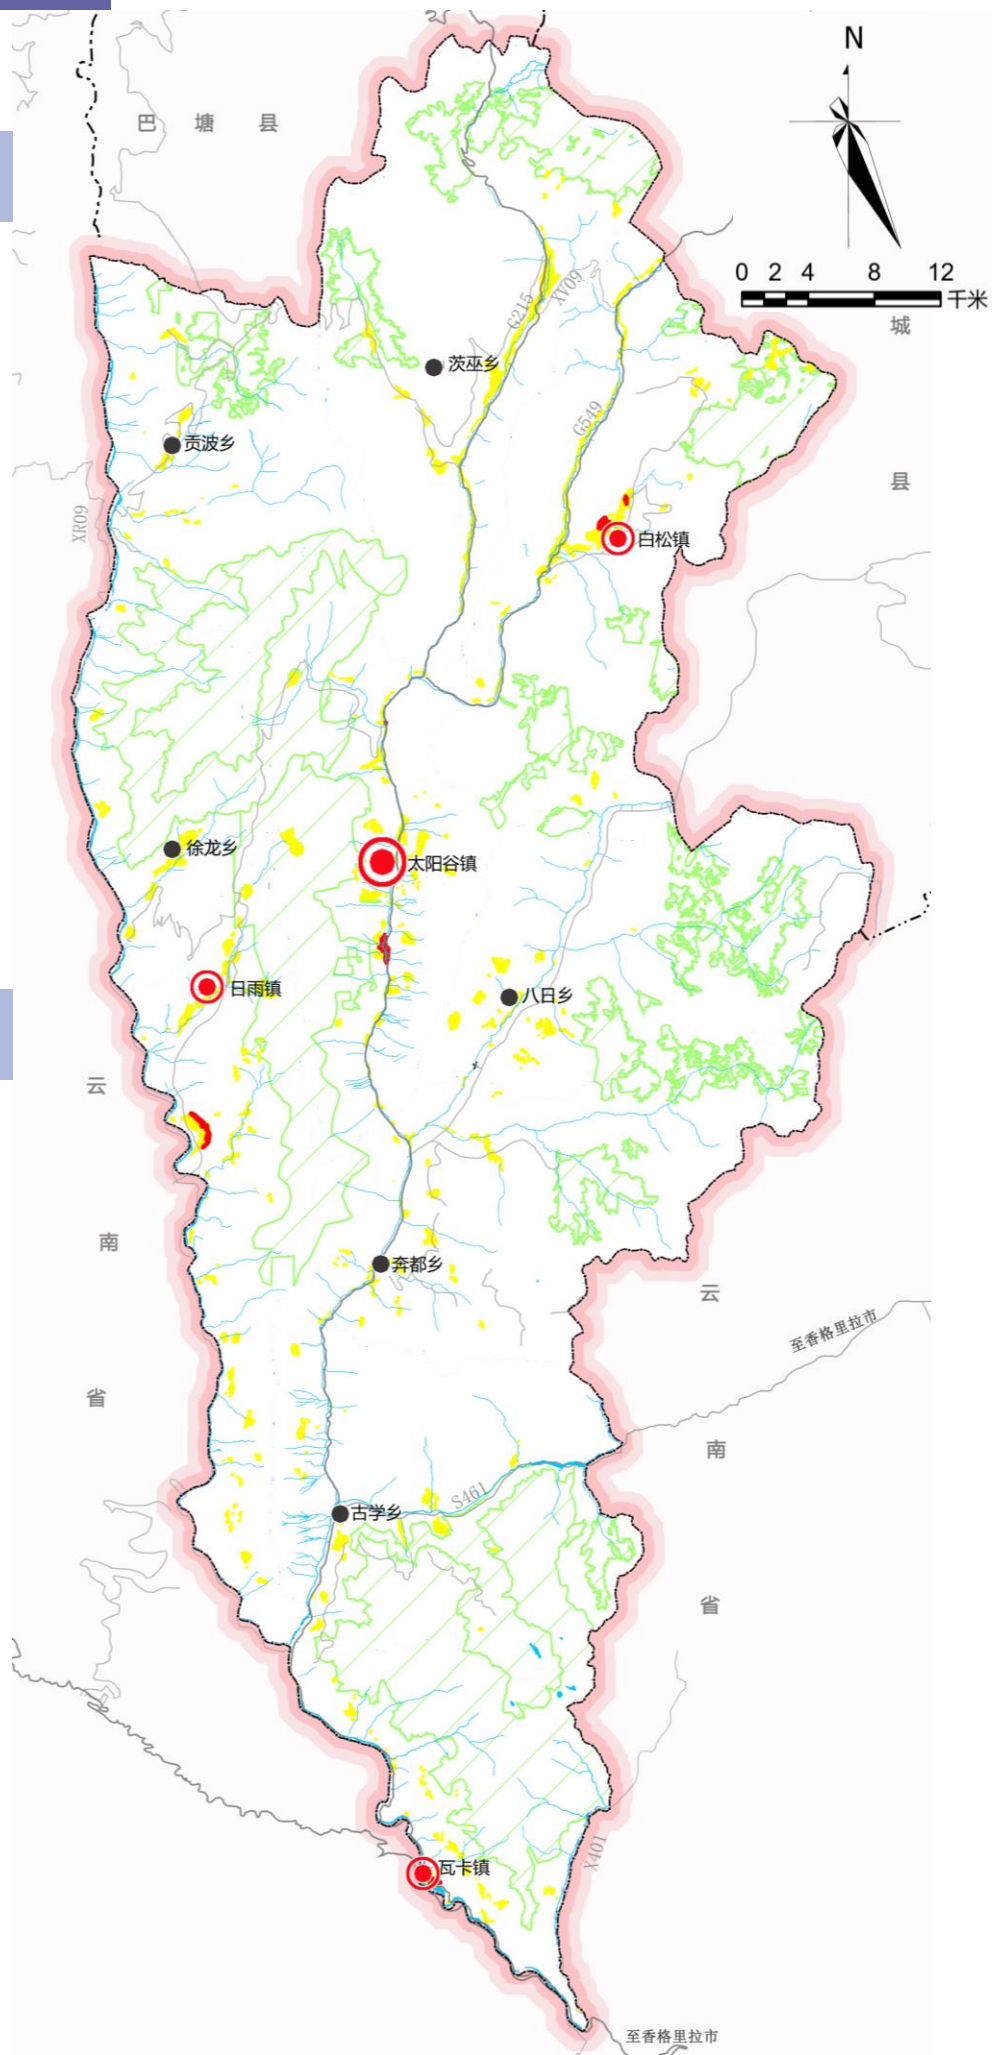 N
巴塘县
0 2 4 8 12
千米
城
G215
XV09
茨巫乡
G549
贡波乡
县
XR09
白松镇
徐龙乡
太阳谷镇
日雨镇
八日乡
云
南
奔都乡
云
至香格里拉市
省
南
S461
古学乡
省
X401
瓦卡镇
至香格里拉市